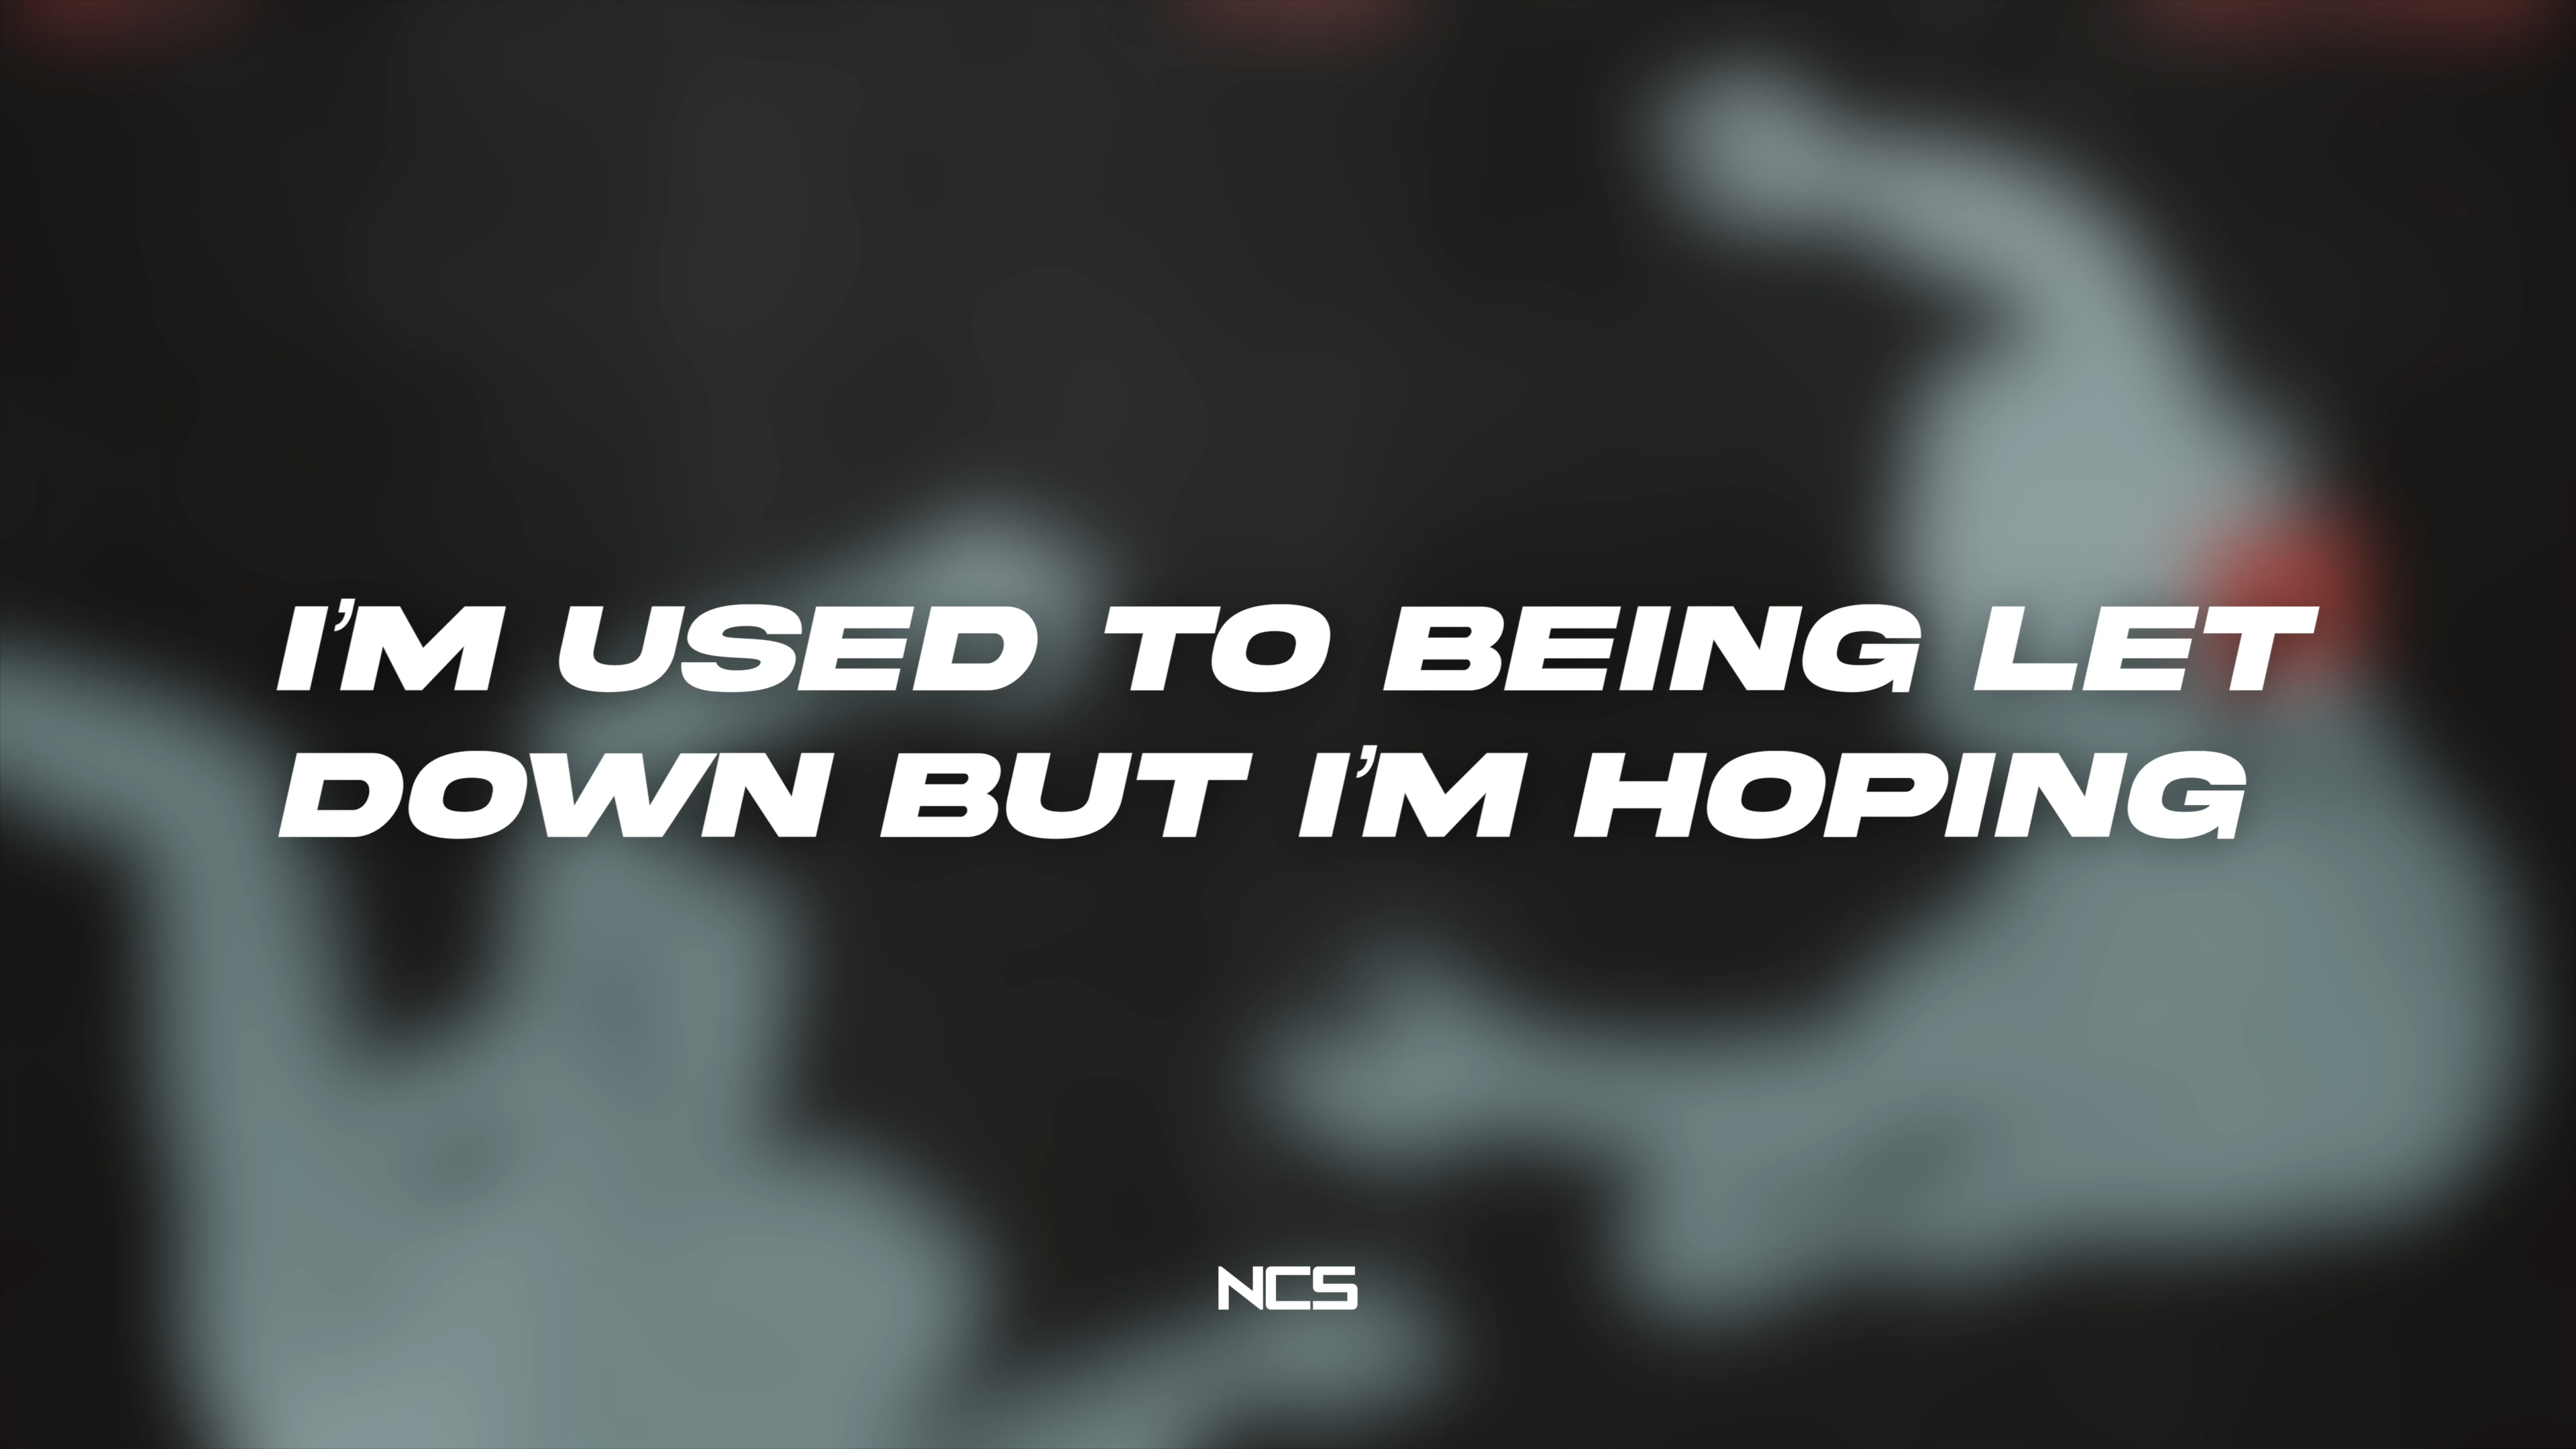 I’M USED TO BEING LET
DOWN BUT I’M HOPING
NCS